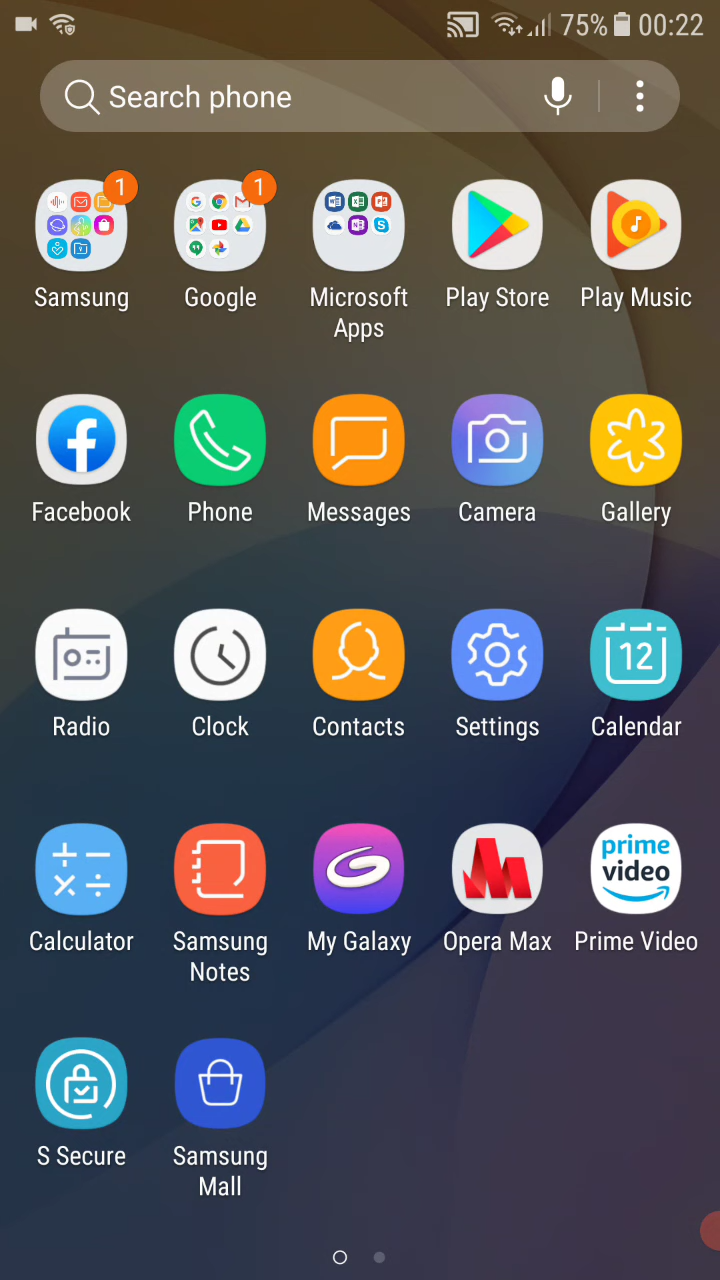 75% 00:22
Search phone
1 1
Samsung Google Microsoft Apps Play Store Play Music
Facebook Phone Messages Camera Gallery
12
Radio Clock Contacts Settings Calendar
prime video
Calculator Samsung Notes My Galaxy Opera Max Prime Video
S Secure Samsung Mall